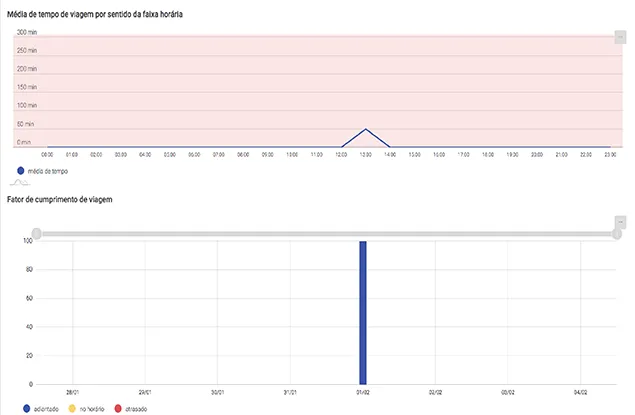 Média de tempo de viagem por sentido da faixa horária
300 min
250 min
200 min
150 min
100 min
50 min
0 min
00:00 01:00 02:00 03:00 04:00 05:00 06:00 07:00 08:00 09:00 10:00 11:00 12:00 13:00 14:00 15:00 16:00 17:00 18:00 19:00 20:00 21:00 22:00 23:00
média de tempo
Fator de cumprimento de viagem
100
80
60
40
20
0
28/01 29/01 30/01 31/01 01/02 02/02 03/02 04/02
adiantado no horário atrasado